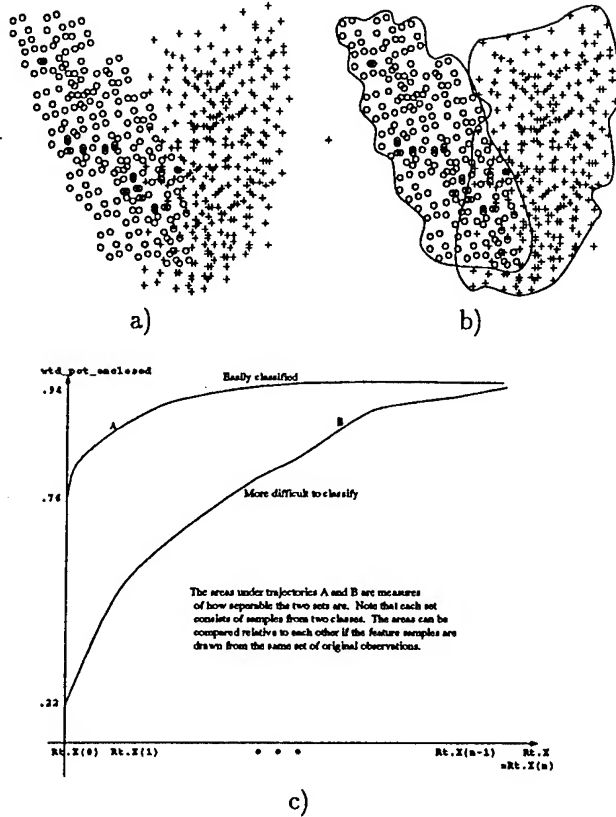 a)
b)
wtd_pct_enclosed
.94
Easily classified
A
B
.76
More difficult to classify
The areas under trajectories A and B are measures
of how separable the two sets are. Note that each set
consists of samples from two classes. The areas can be
compared relative to each other if the feature samples are
drawn from the same set of original observations.
.22
Rt.X(0) Rt.X(1) • • • Rt.X(n-1) Rt.X
=Rt.X(n)
c)